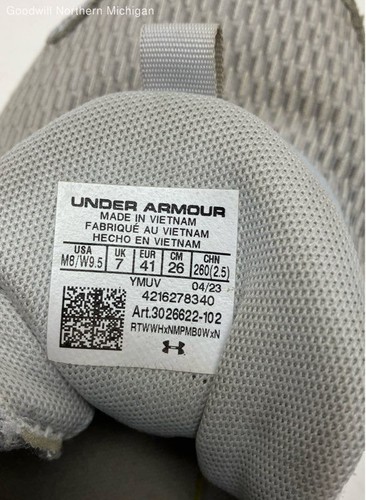 Goodwill Northern Michigan
UNDER ARMOUR
MADE IN VIETNAM
FABRIQUÉ AU VIETNAM
HECHO EN VIETNAM
USA UK EUR CM CHN
M8/W9.5 7 41 26 260(2.5)
YMUV 04/23
4216278340
Art.3026622-102
RTWWHxNMPMB0WxN